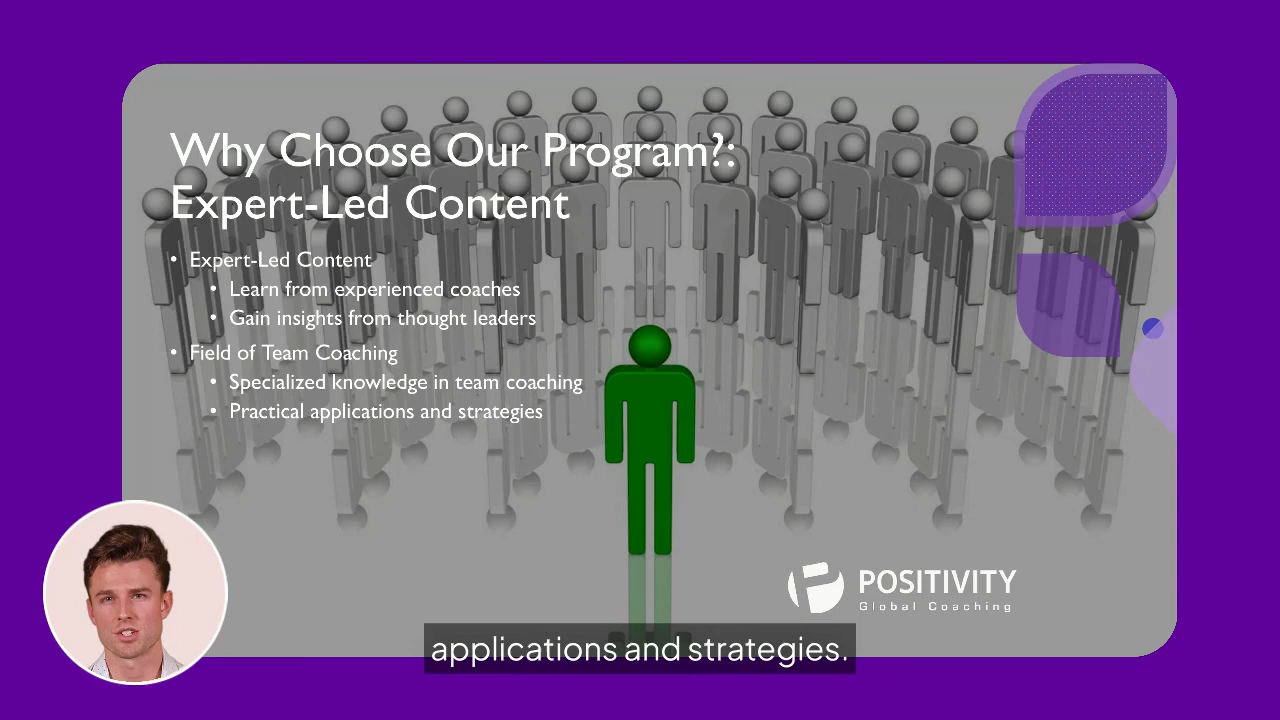 Why Choose Our Program?:
Expert-Led Content
• Expert-Led Content
• Learn from experienced coaches
• Gain insights from thought leaders
• Field of Team Coaching
• Specialized knowledge in team coaching
• Practical applications and strategies
POSITIVITY
Global Coaching
applications and strategies.